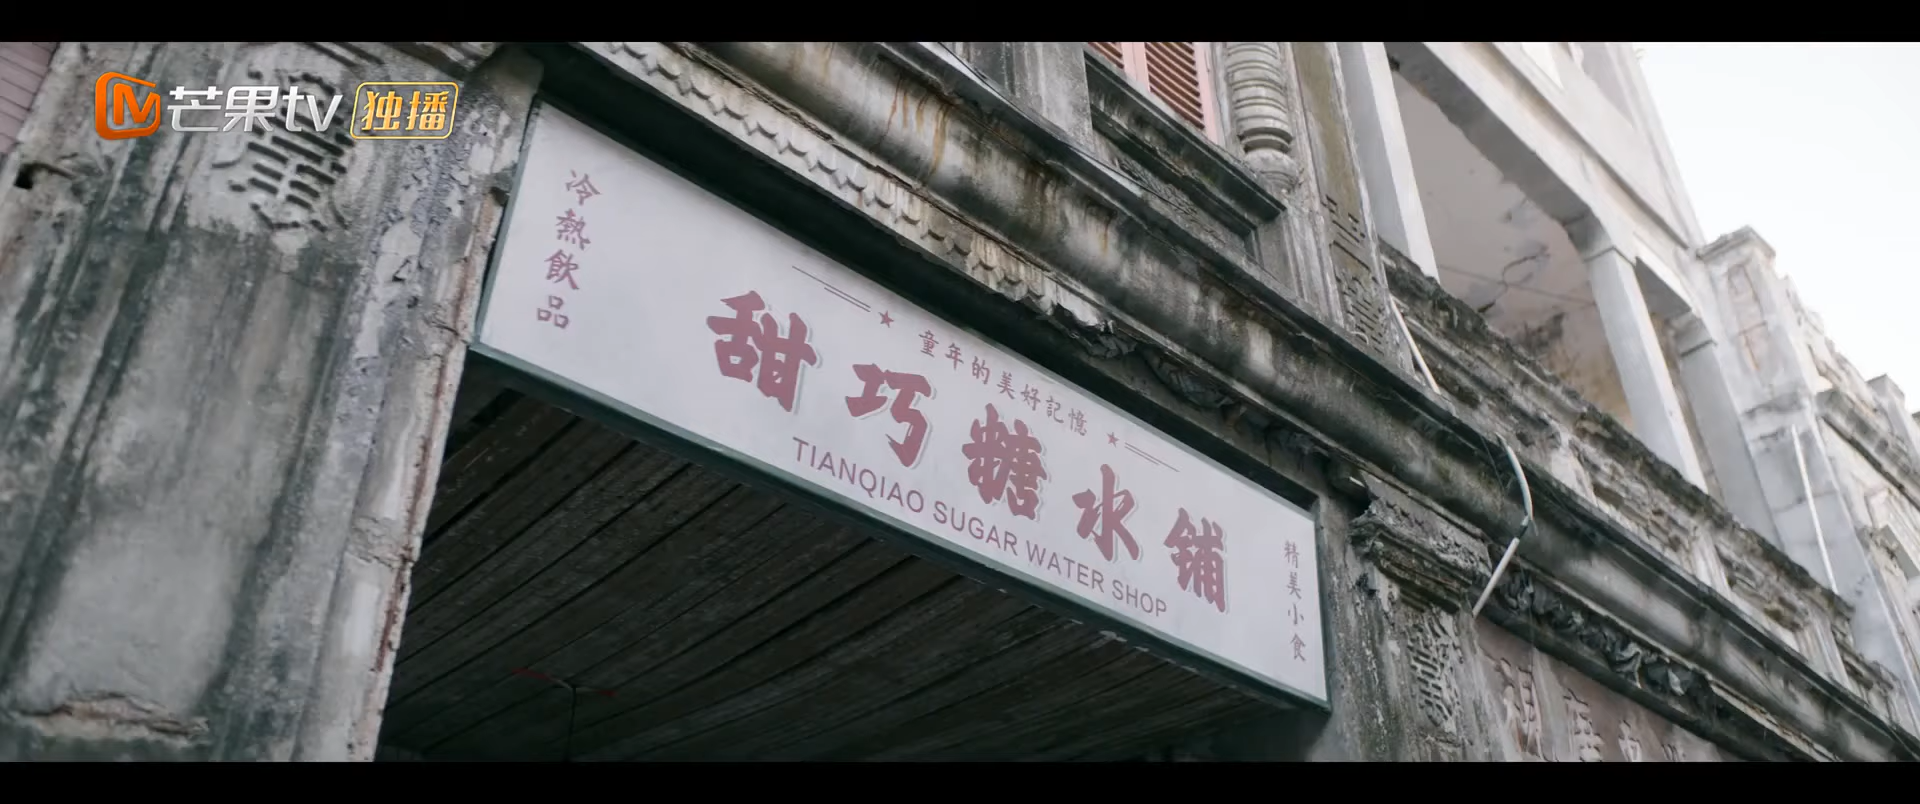 芒果tv 独播
冷熱飲品
童年的美好記憶
甜巧糖水铺
TIANQIAO SUGAR WATER SHOP
精美小食